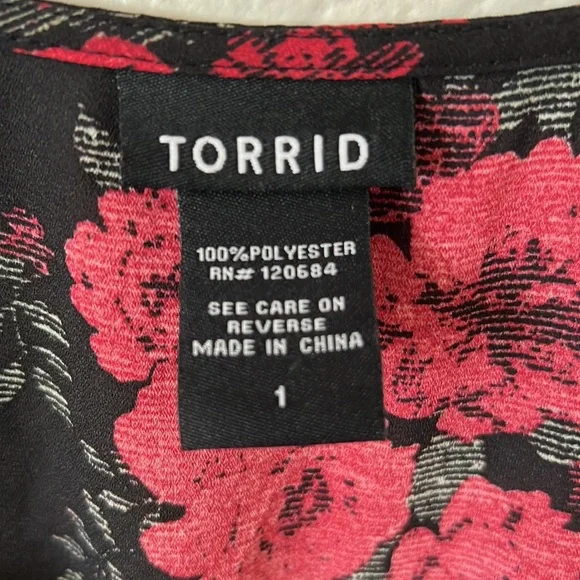 TORRID
100%POLYESTER
RN# 120684
SEE CARE ON
REVERSE
MADE IN CHINA
1